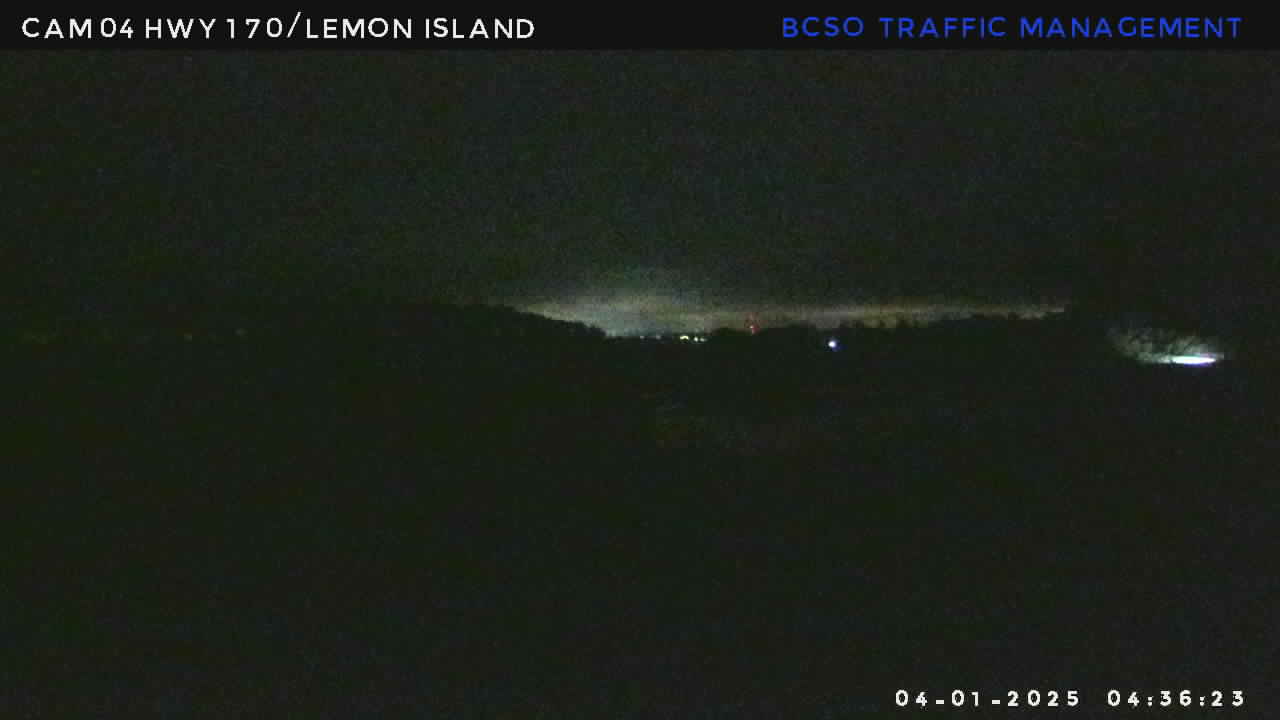 CAM04 HWY 170/LEMON ISLAND
BCSO TRAFFIC MANAGEMENT
04-01-2025 04:36:23